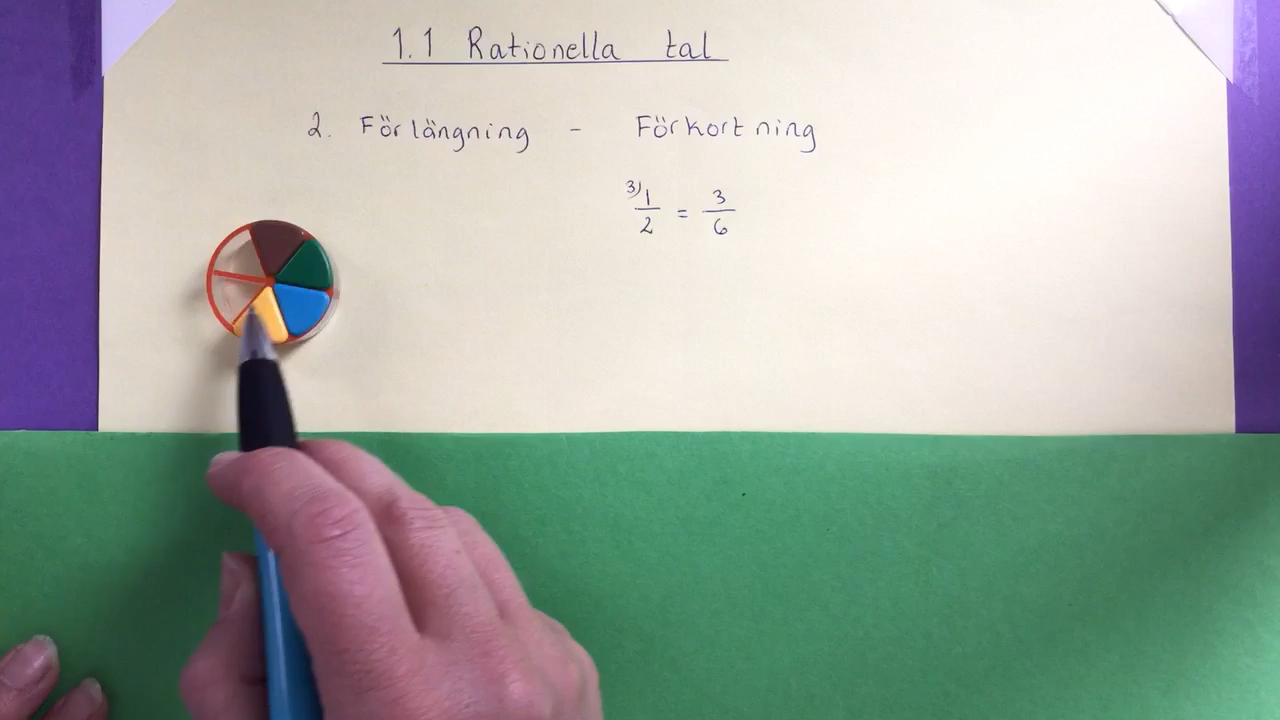 1.1 Rationella tal
2. Förlängning - Förkortning
3) 1/2 = 3/6